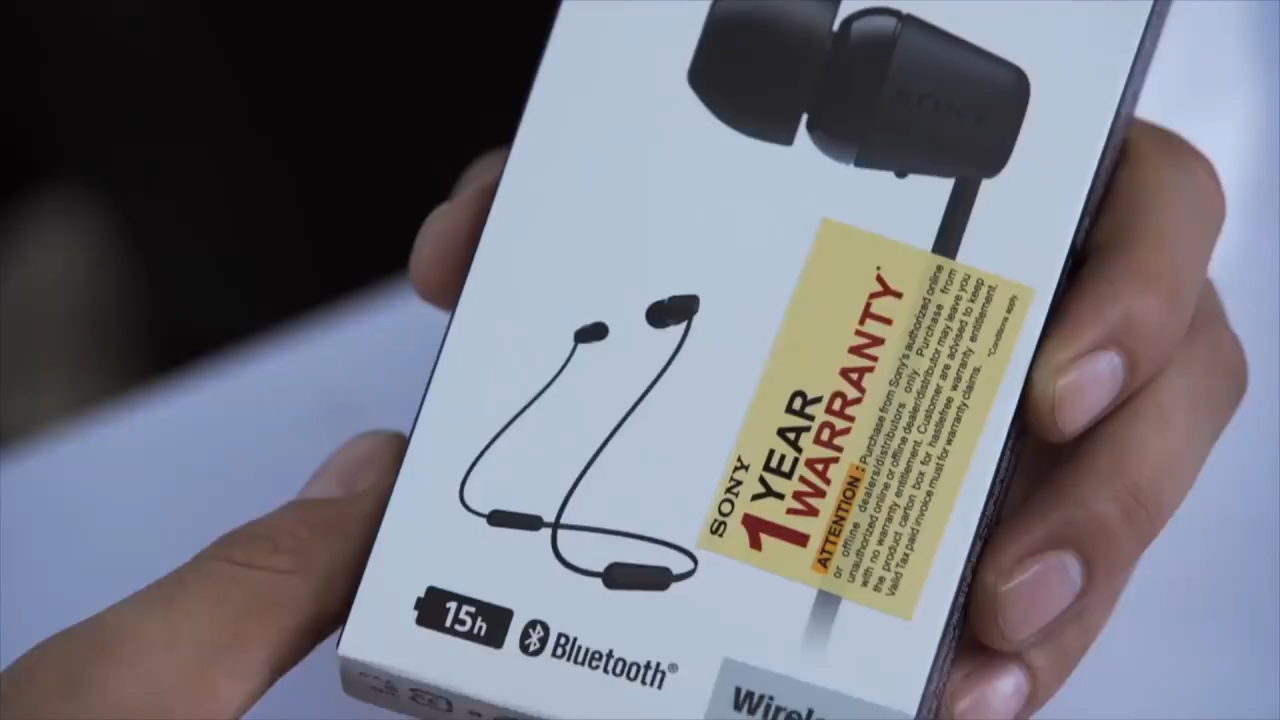 SONY
SONY
1 YEAR
WARRANTY*
ATTENTION : Purchase from Sony's authorized online
or offline dealers/distributors only. Purchase from
unauthorized online or offline dealer/distributor may leave you
with no warranty entitlement. Customer are advised to keep
the product carton box for hastlefree warranty entitlement.
Valid Tax paid invoice must for warranty claims.
*Conditions apply
15h
Bluetooth®